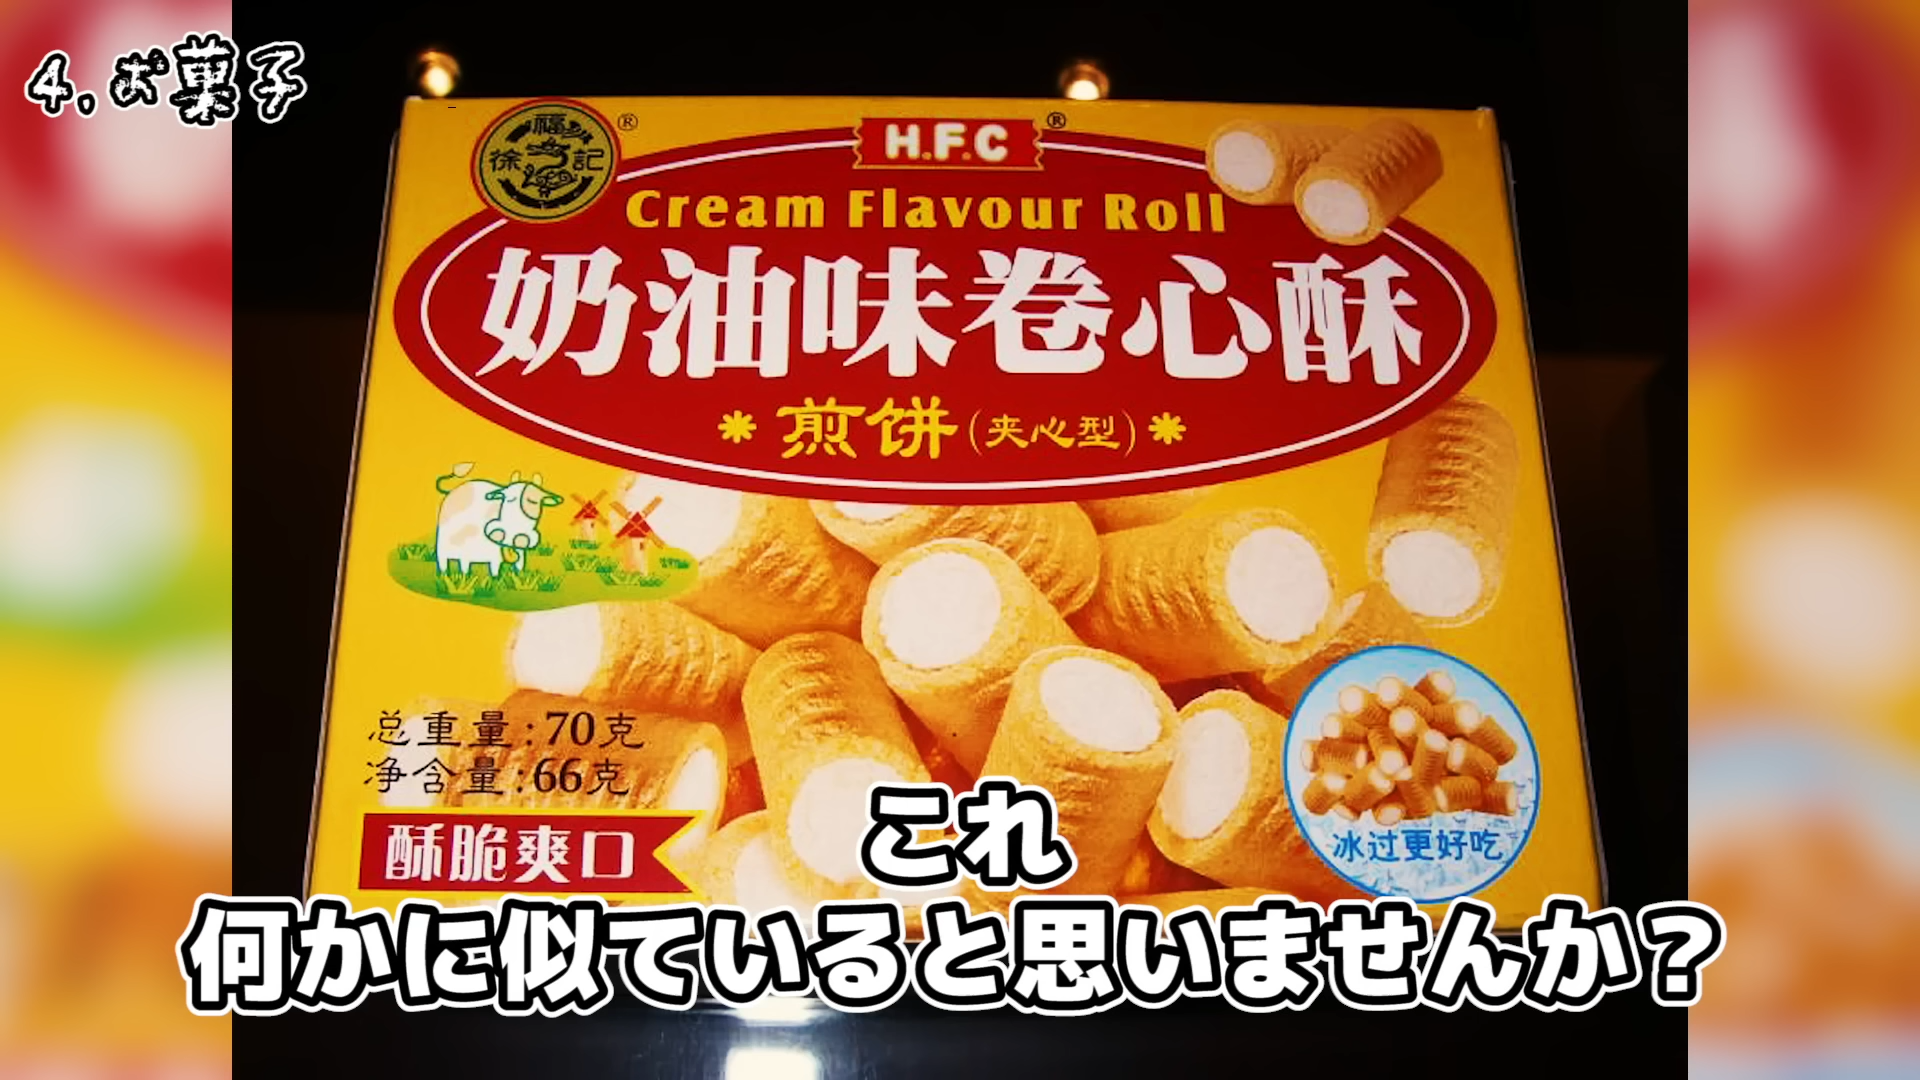 4.お菓子
福
徐記
®
H.F.C
®
Cream Flavour Roll
奶油味卷心酥
*煎饼(夹心型)*
总重量:70克
净含量:66克
酥脆爽口
冰过更好吃
これ
何かに似ていると思いませんか？